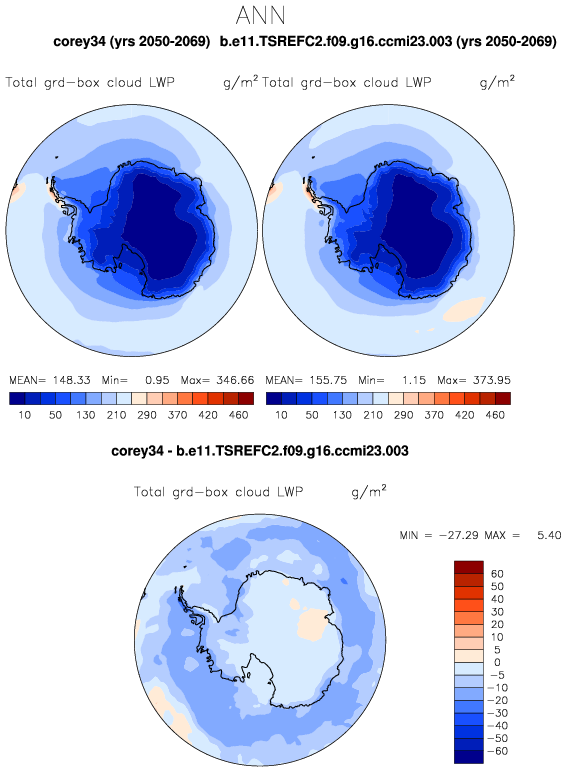 ANN
corey34 (yrs 2050-2069) b.e11.TSREFC2.f09.g16.ccmi23.003 (yrs 2050-2069)
Total grd-box cloud LWP g/m² Total grd-box cloud LWP g/m²
MEAN= 148.33 Min= 0.95 Max= 346.66 MEAN= 155.75 Min= 1.15 Max= 373.95
10 50 130 210 290 370 420 460 10 50 130 210 290 370 420 460
corey34 - b.e11.TSREFC2.f09.g16.ccmi23.003
Total grd-box cloud LWP g/m²
MIN = -27.29 MAX = 5.40
60
50
40
30
20
10
5
0
-5
-10
-20
-30
-40
-50
-60